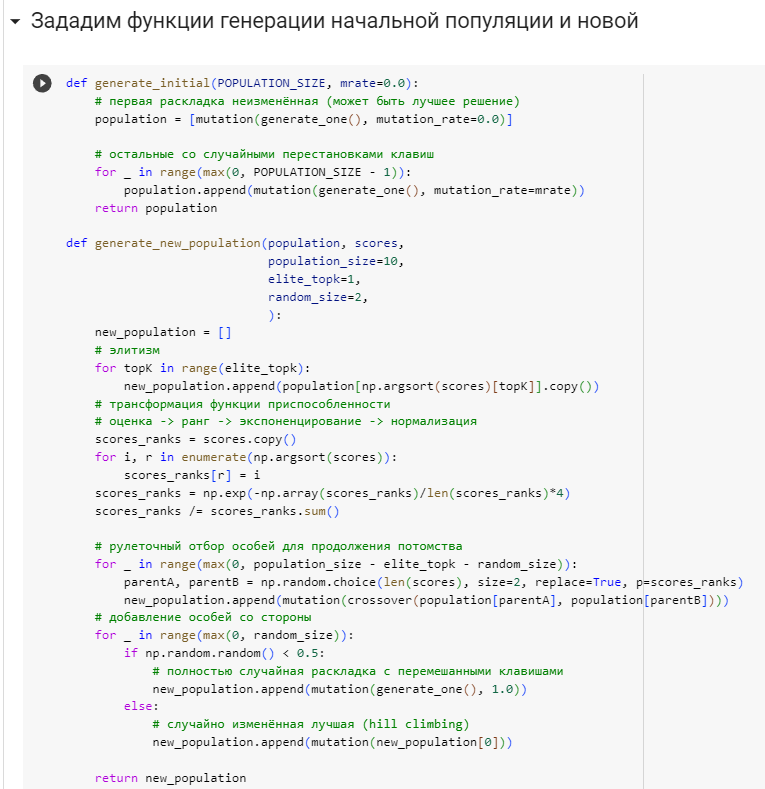 Зададим функции генерации начальной популяции и новой
def generate_initial(POPULATION_SIZE, mrate=0.0):
    # первая раскладка неизменённая (может быть лучшее решение)
    population = [mutation(generate_one(), mutation_rate=0.0)]

    # остальные со случайными перестановками клавиш
    for _ in range(max(0, POPULATION_SIZE - 1)):
        population.append(mutation(generate_one(), mutation_rate=mrate))
    return population

def generate_new_population(population, scores,
                            population_size=10,
                            elite_topk=1,
                            random_size=2,
                            ):
    new_population = []
    # элитизм
    for topK in range(elite_topk):
        new_population.append(population[np.argsort(scores)[topK]].copy())
    # трансформация функции приспособленности
    # оценка -> ранг -> экспоненцирование -> нормализация
    scores_ranks = scores.copy()
    for i, r in enumerate(np.argsort(scores)):
        scores_ranks[r] = i
    scores_ranks = np.exp(-np.array(scores_ranks)/len(scores_ranks)*4)
    scores_ranks /= scores_ranks.sum()

    # рулеточный отбор особей для продолжения потомства
    for _ in range(max(0, population_size - elite_topk - random_size)):
        parentA, parentB = np.random.choice(len(scores), size=2, replace=True, p=scores_ranks)
        new_population.append(mutation(crossover(population[parentA], population[parentB])))
    # добавление особей со стороны
    for _ in range(max(0, random_size)):
        if np.random.random() < 0.5:
            # полностью случайная раскладка с перемешанными клавишами
            new_population.append(mutation(generate_one(), 1.0))
        else:
            # случайно изменённая лучшая (hill climbing)
            new_population.append(mutation(new_population[0]))

    return new_population